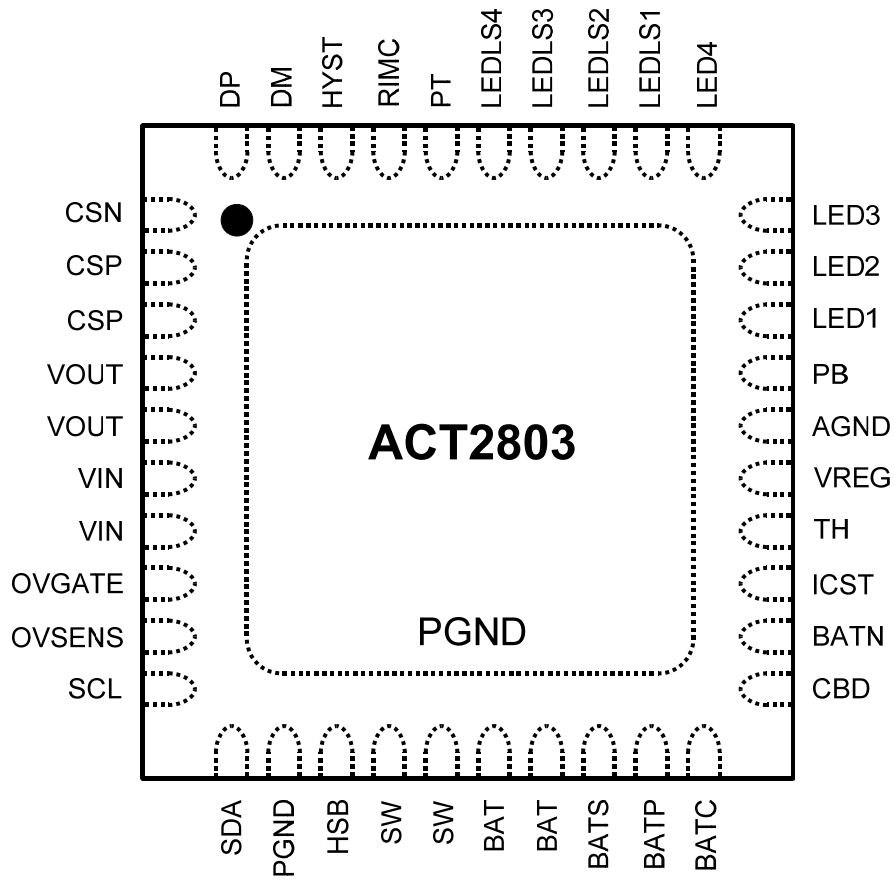 DP
DM
HYST
RIMC
PT
LEDLS4
LEDLS3
LEDLS2
LEDLS1
LED4
CSN
CSP
CSP
VOUT
VOUT
VIN
VIN
OVGATE
OVSENS
SCL
ACT2803
PGND
LED3
LED2
LED1
PB
AGND
VREG
TH
ICST
BATN
CBD
SDA
PGND
HSB
SW
SW
BAT
BAT
BATS
BATP
BATC